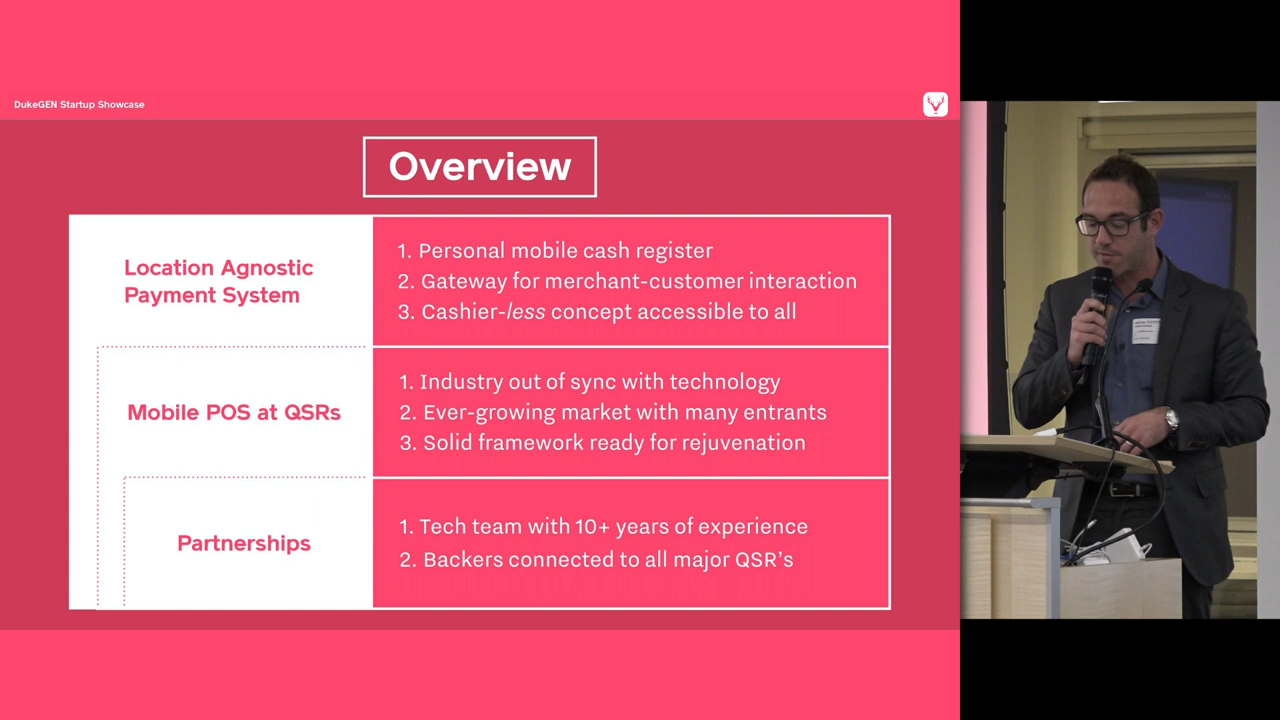 DukeGEN Startup Showcase
Overview
Location Agnostic
Payment System
1. Personal mobile cash register
2. Gateway for merchant-customer interaction
3. Cashier-less concept accessible to all
Mobile POS at QSRs
1. Industry out of sync with technology
2. Ever-growing market with many entrants
3. Solid framework ready for rejuvenation
Partnerships
1. Tech team with 10+ years of experience
2. Backers connected to all major QSR's